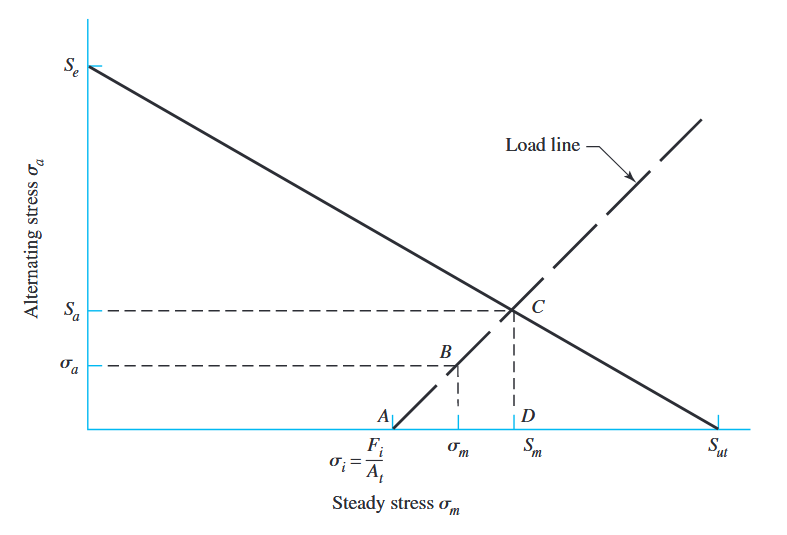 Sₑ
Load line
Alternating stress σₐ
Sₐ
C
B
σₐ
A
D
σᵢ = Fᵢ/Aₜ
σₘ
Sₘ
Sᵤₜ
Steady stress σₘ